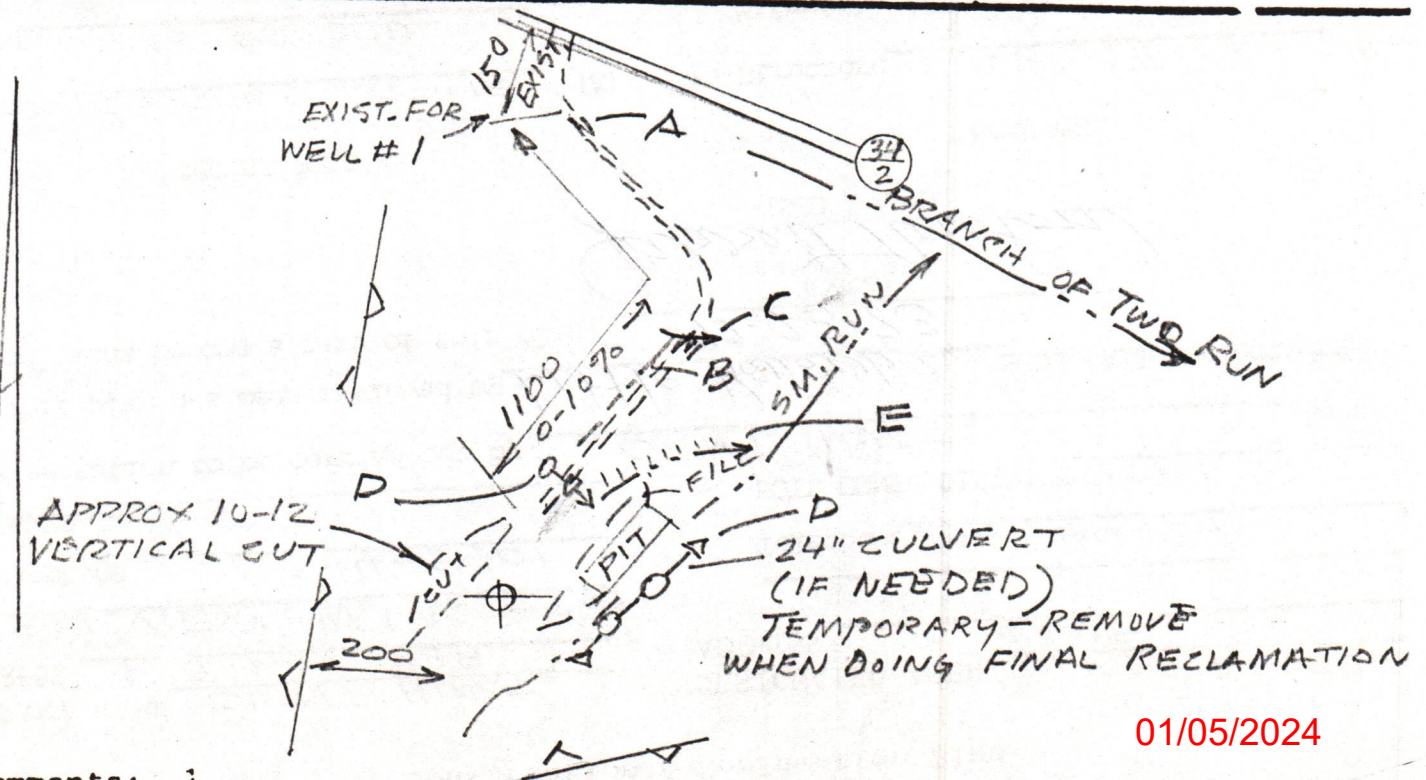 150
EXIST.
EXIST. FOR
WELL # 1
A
34
2
BRANCH OF TWO RUN
C
B
SM. RUN
1100
0-10%
E
D
FILL
APPROX 10-12
VERTICAL CUT
CUT
PIT
D
24" CULVERT
(IF NEEDED)
TEMPORARY - REMOVE
WHEN DOING FINAL RECLAMATION
200
01/05/2024